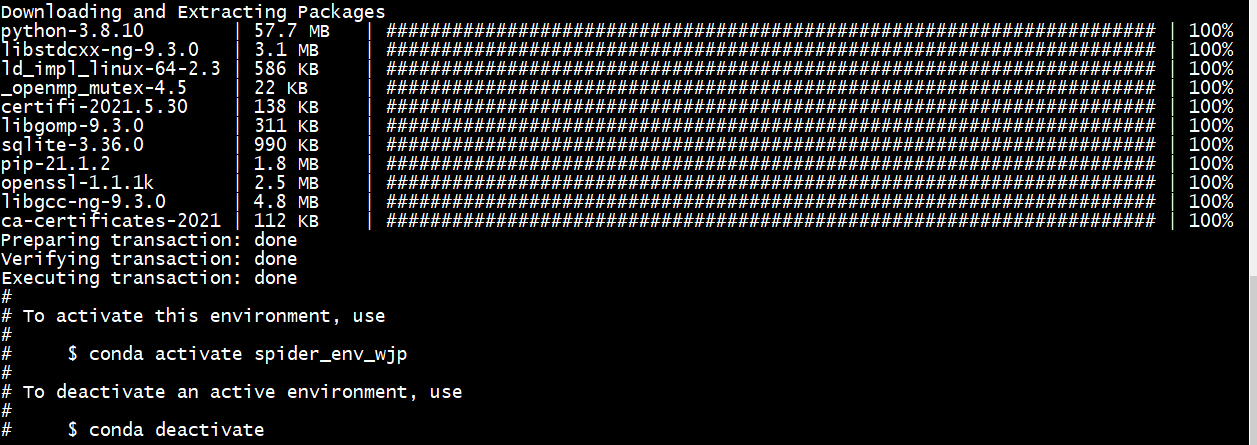 Downloading and Extracting Packages
python-3.8.10        | 57.7 MB   | ###################################################################### | 100%
libstdcxx-ng-9.3.0   | 3.1 MB    | ###################################################################### | 100%
ld_impl_linux-64-2.3 | 586 KB    | ###################################################################### | 100%
_openmp_mutex-4.5    | 22 KB     | ###################################################################### | 100%
certifi-2021.5.30    | 138 KB    | ###################################################################### | 100%
libgomp-9.3.0        | 311 KB    | ###################################################################### | 100%
sqlite-3.36.0        | 990 KB    | ###################################################################### | 100%
pip-21.1.2           | 1.8 MB    | ###################################################################### | 100%
openssl-1.1.1k       | 2.5 MB    | ###################################################################### | 100%
libgcc-ng-9.3.0      | 4.8 MB    | ###################################################################### | 100%
ca-certificates-2021 | 112 KB    | ###################################################################### | 100%
Preparing transaction: done
Verifying transaction: done
Executing transaction: done
#
# To activate this environment, use
#
#     $ conda activate spider_env_wjp
#
# To deactivate an active environment, use
#
#     $ conda deactivate